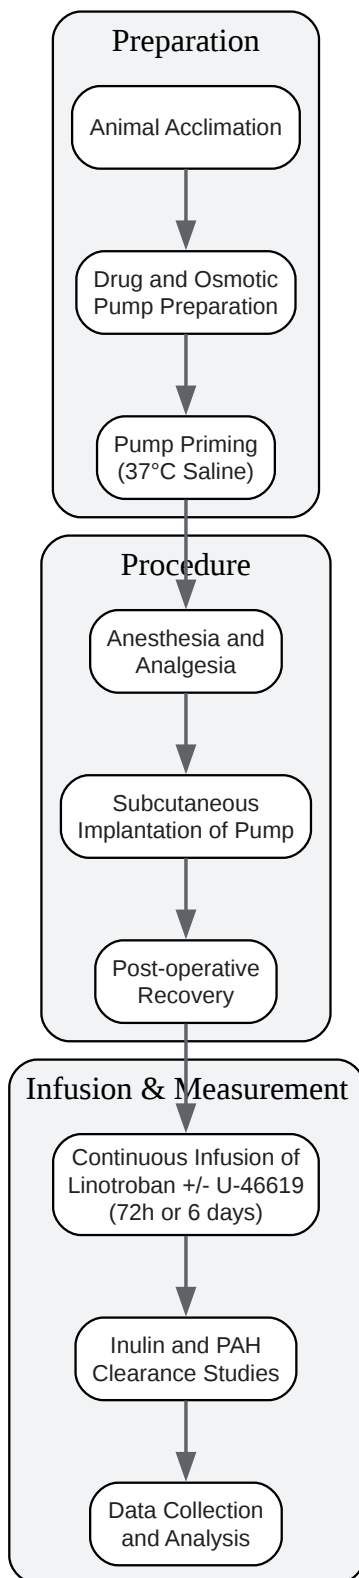 Preparation
Animal Acclimation
Drug and Osmotic
Pump Preparation
Pump Priming
(37°C Saline)
Procedure
Anesthesia and
Analgesia
Subcutaneous
Implantation of Pump
Post-operative
Recovery
Infusion & Measurement
Continuous Infusion of
Linotroban +/- U-46619
(72h or 6 days)
Inulin and PAH
Clearance Studies
Data Collection
and Analysis